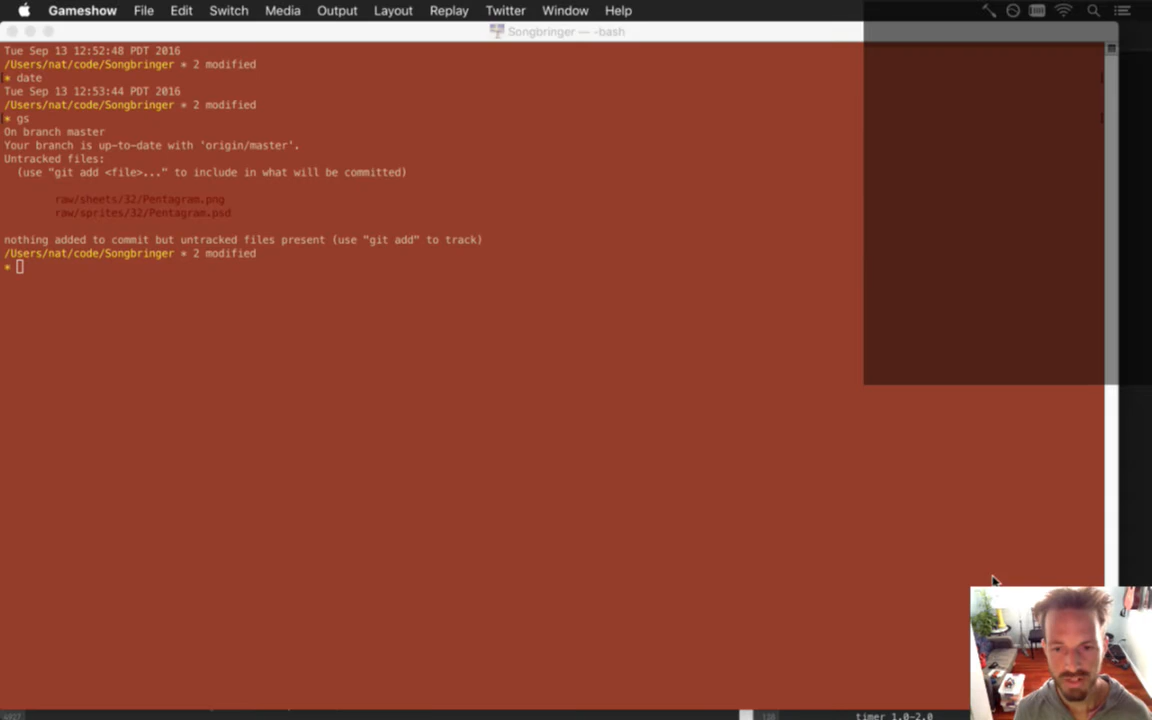 Gameshow File Edit Switch Media Output Layout Replay Twitter Window Help
Songbringer — -bash
Tue Sep 13 12:52:48 PDT 2016
/Users/nat/code/Songbringer * 2 modified
* date
Tue Sep 13 12:53:44 PDT 2016
/Users/nat/code/Songbringer * 2 modified
* gs
On branch master
Your branch is up-to-date with 'origin/master'.
Untracked files:
(use "git add <file>..." to include in what will be committed)
raw/sheets/32/Pentagram.png
raw/sprites/32/Pentagram.psd
nothing added to commit but untracked files present (use "git add" to track)
/Users/nat/code/Songbringer * 2 modified
*
timer 1.0~2.0